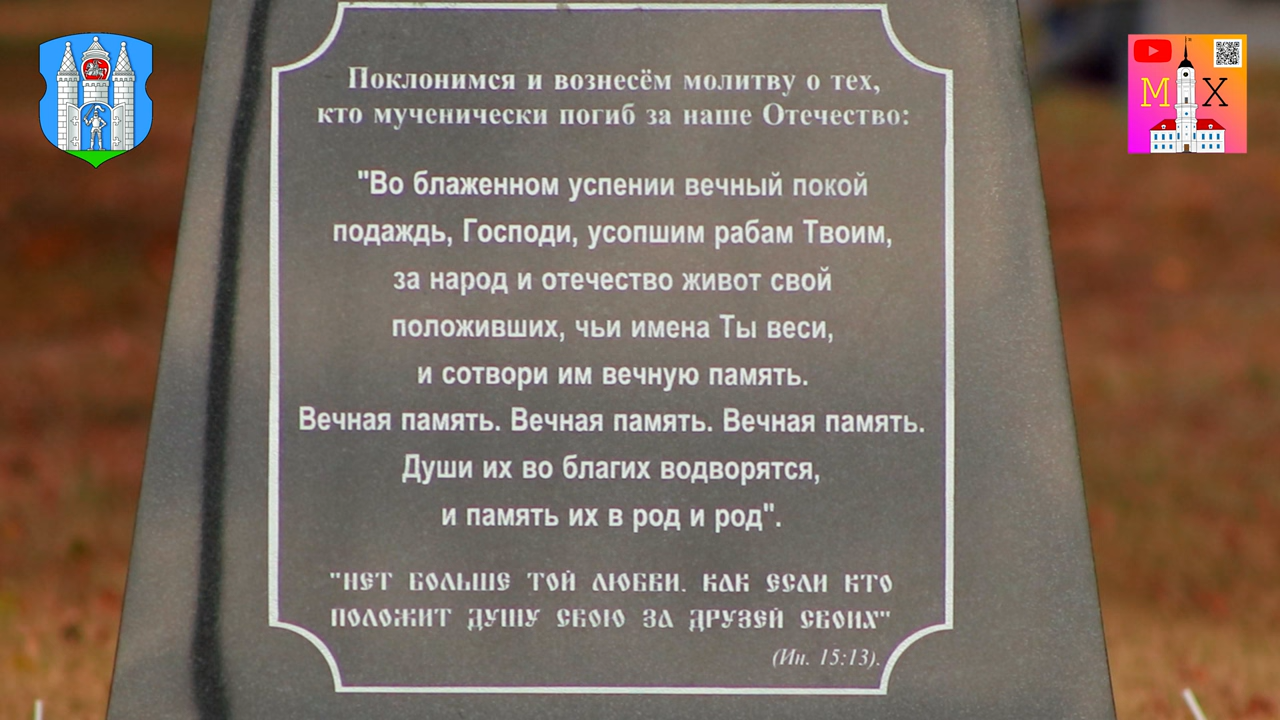 М Х
Поклонимся и вознесём молитву о тех,
кто мученически погиб за наше Отечество:
"Во блаженном успении вечный покой
подаждь, Господи, усопшим рабам Твоим,
за народ и отечество живот свой
положивших, чьи имена Ты веси,
и сотвори им вечную память.
Вечная память. Вечная память. Вечная память.
Души их во благих водворятся,
и память их в род и род".
"НЕТ БОЛЬШЕ ТОЙ ЛЮБВИ, КАК ЕСЛИ КТО
ПОЛОЖИТ ДУШУ СВОЮ ЗА ДРУЗЕЙ СВОИХ"
(Ин. 15:13).